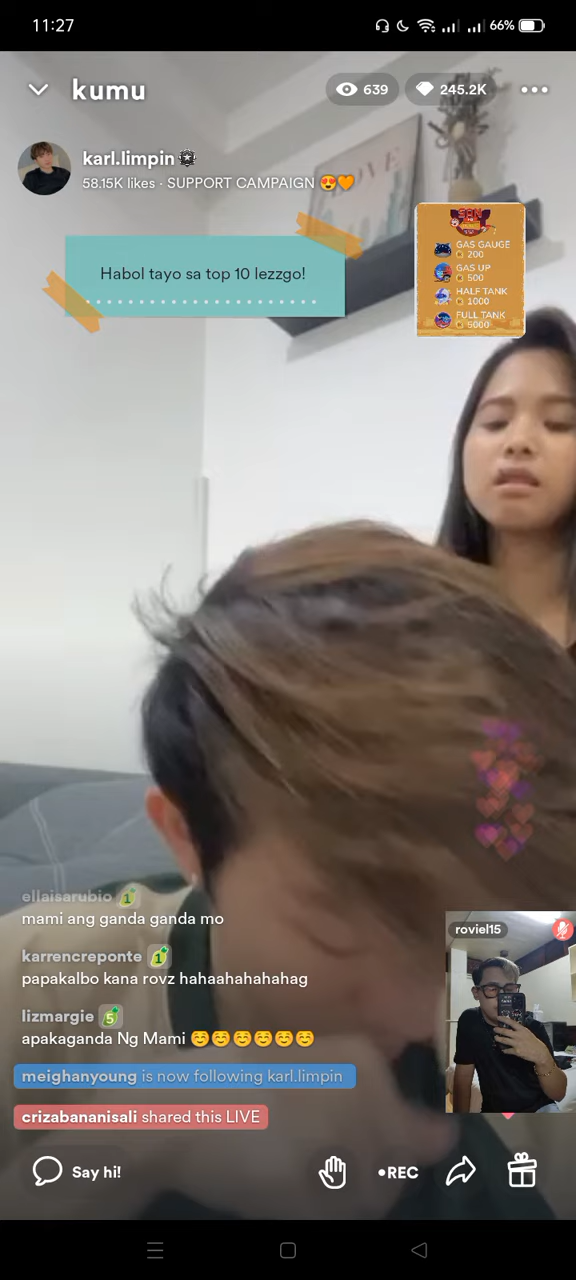 11:27
66%
kumu
639
245.2K
karl.limpin
58.15K likes · SUPPORT CAMPAIGN 😍🧡
Habol tayo sa top 10 lezzgo!
GAS GAUGE
200
GAS UP
500
HALF TANK
1000
FULL TANK
5000
ellaisarubio 1
mami ang ganda ganda mo
karrencreponte 1
papakalbo kana rovz hahaahahahahag
lizmargie 5
apakaganda Ng Mami ☺️☺️☺️☺️☺️☺️
meighanyoung is now following karl.limpin
crizabananisali shared this LIVE
roviel15
Say hi!
•REC